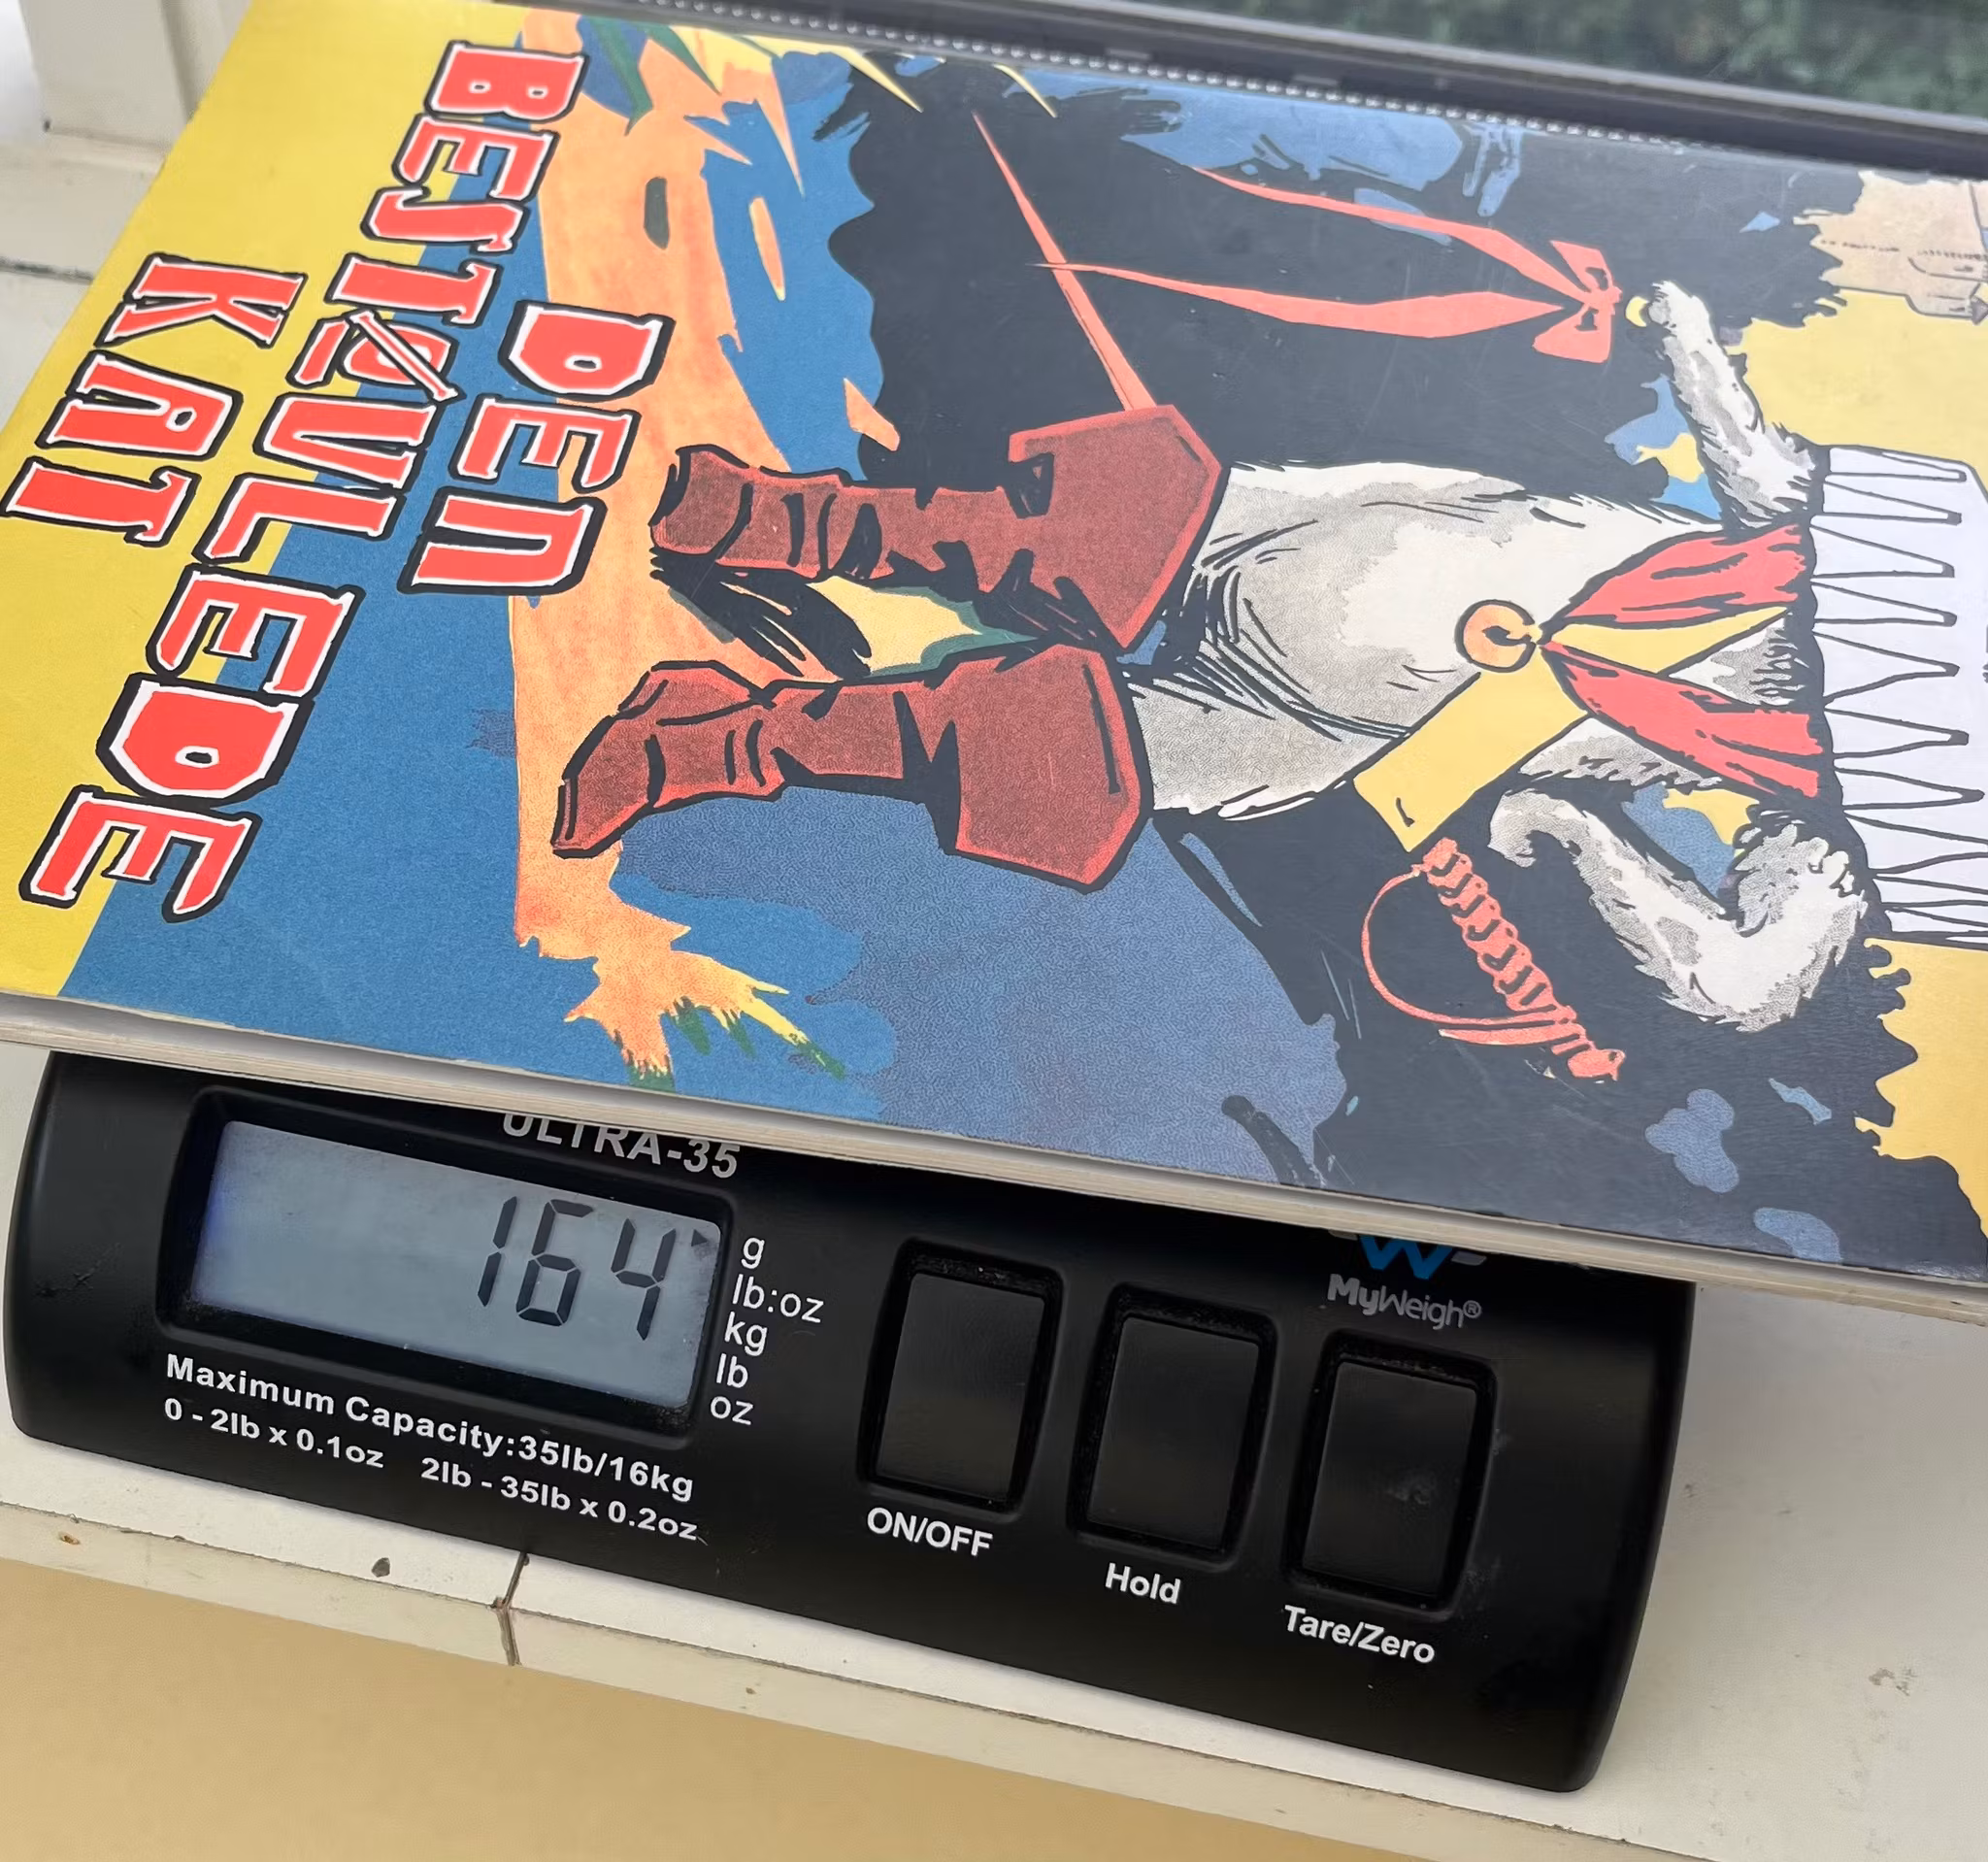 DEN
BESTØVLEDE
KAT
ULTRA-35
164
g
lb:oz
kg
lb
oz
Maximum Capacity:35lb/16kg
0 - 2lb x 0.1oz 2lb - 35lb x 0.2oz
MyWeigh®
ON/OFF
Hold
Tare/Zero